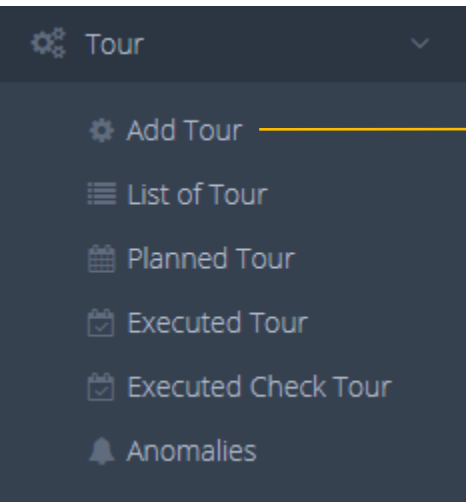 Tour
Add Tour
List of Tour
Planned Tour
Executed Tour
Executed Check Tour
Anomalies